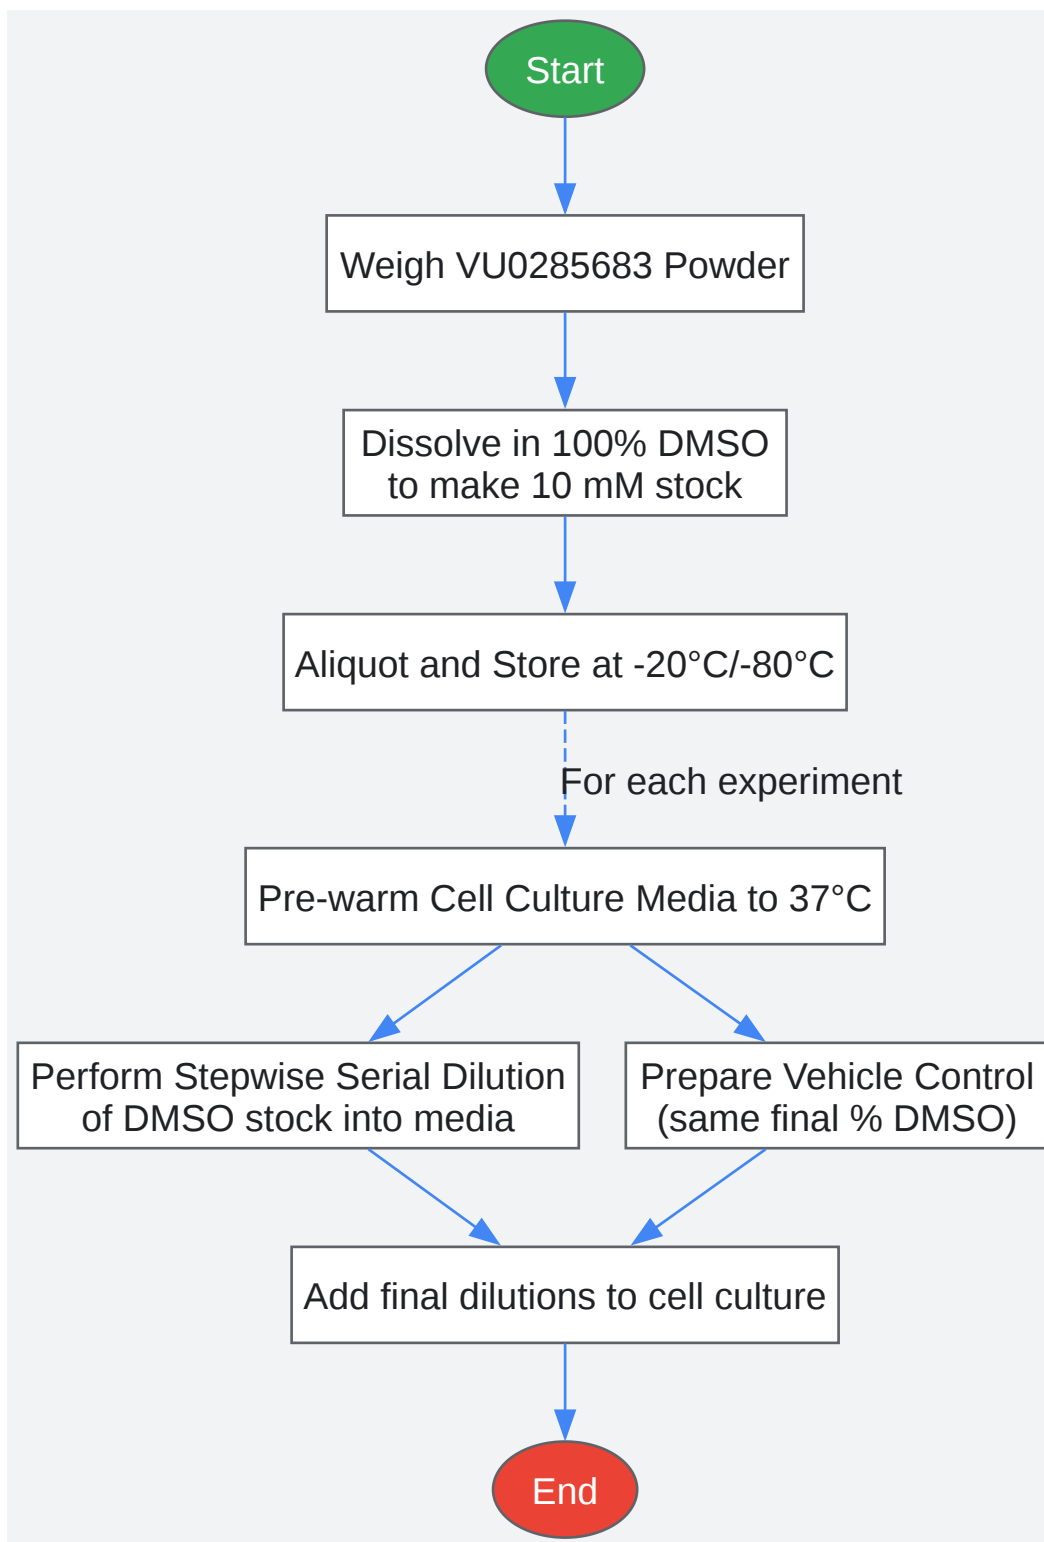 Start
Weigh VU0285683 Powder
Dissolve in 100% DMSO
to make 10 mM stock
Aliquot and Store at -20°C/-80°C
For each experiment
Pre-warm Cell Culture Media to 37°C
Perform Stepwise Serial Dilution
of DMSO stock into media
Prepare Vehicle Control
(same final % DMSO)
Add final dilutions to cell culture
End